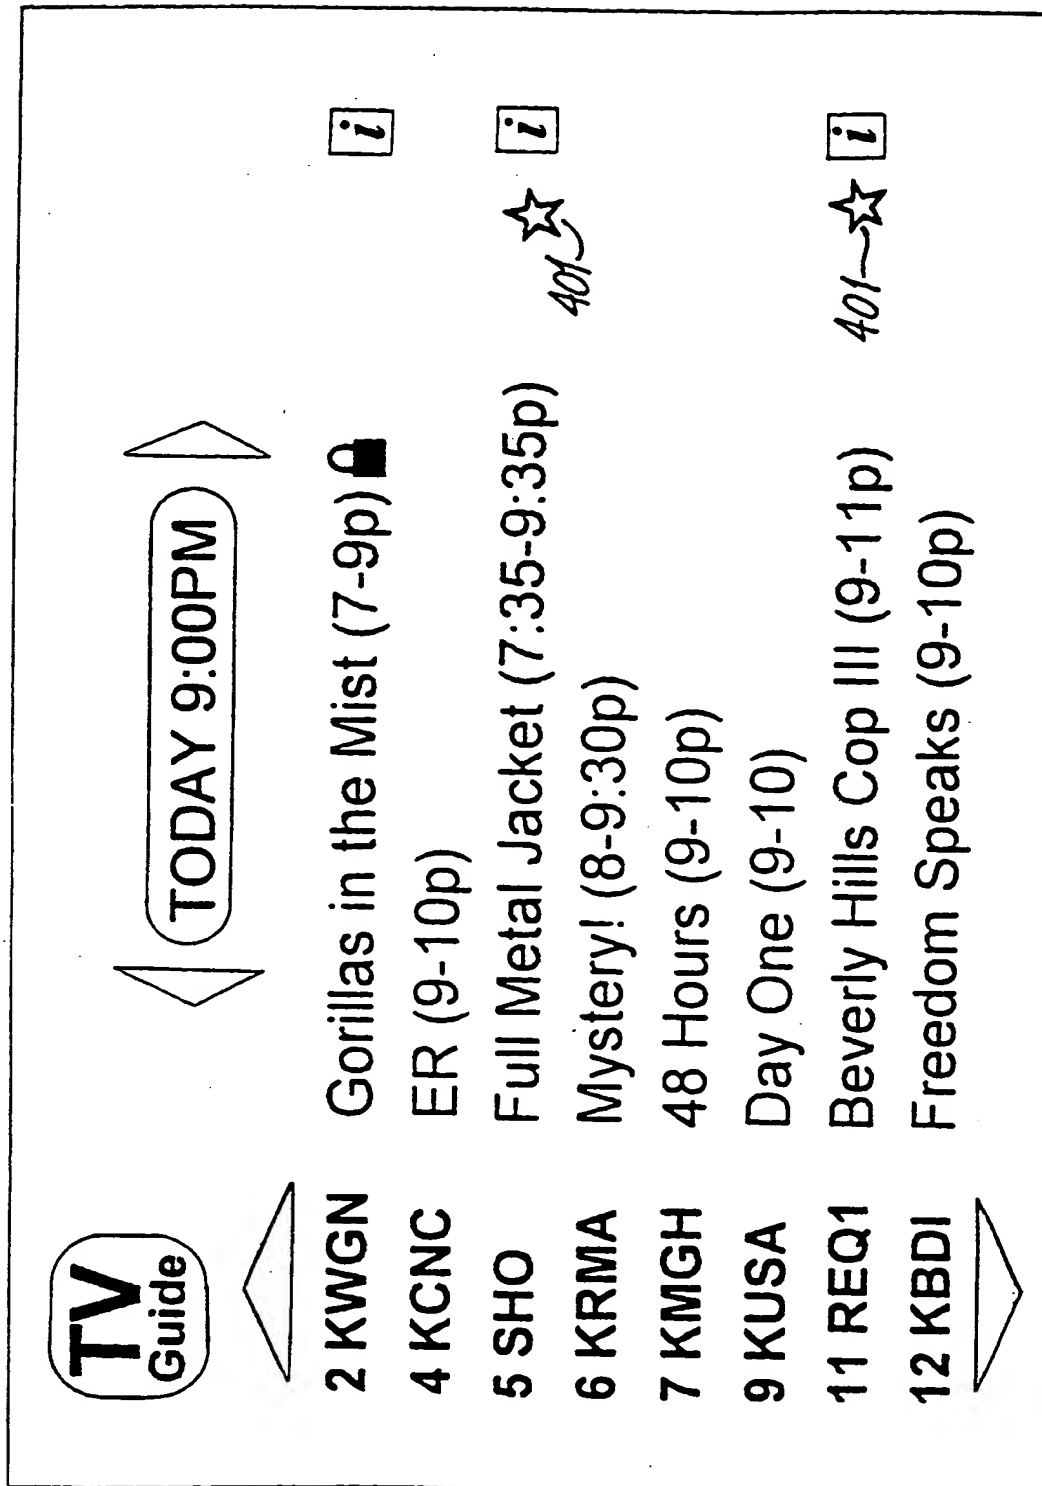 TV
Guide
TODAY 9:00PM
2 KWGN Gorillas in the Mist (7-9p) i
4 KCNC ER (9-10p)
5 SHO Full Metal Jacket (7:35-9:35p) i
401
6 KRMA Mystery! (8-9:30p)
7 KMGH 48 Hours (9-10p)
9 KUSA Day One (9-10)
11 REQ1 Beverly Hills Cop III (9-11p) 401 i
12 KBDI Freedom Speaks (9-10p)